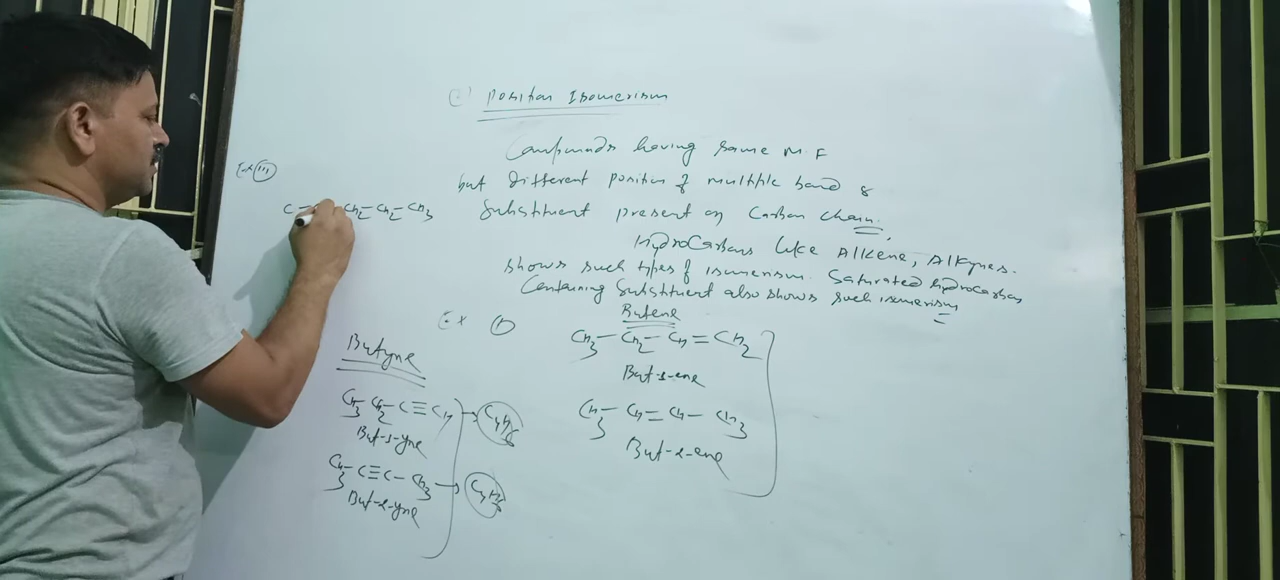 Position Isomerism
Compounds having same M.F
but different position of multiple bond &
Substituent present on Carbon chain.
HydroCarbons like Alkene, Alkynes.
shows such types of isomerism. Saturated hydrocarbon
Containing Substituent also shows such isomerism
Ex (III)
C – CH2 – CH2 – CH3
Ex (I)
Butene
CH3 – CH2 – CH = CH2
But-1-ene
CH3 – CH = CH – CH3
But-2-ene
Butyne
CH3 CH2 – C ≡ CH → C4H6
But-1-yne
CH3 – C ≡ C – CH3 → C4H6
But-2-yne